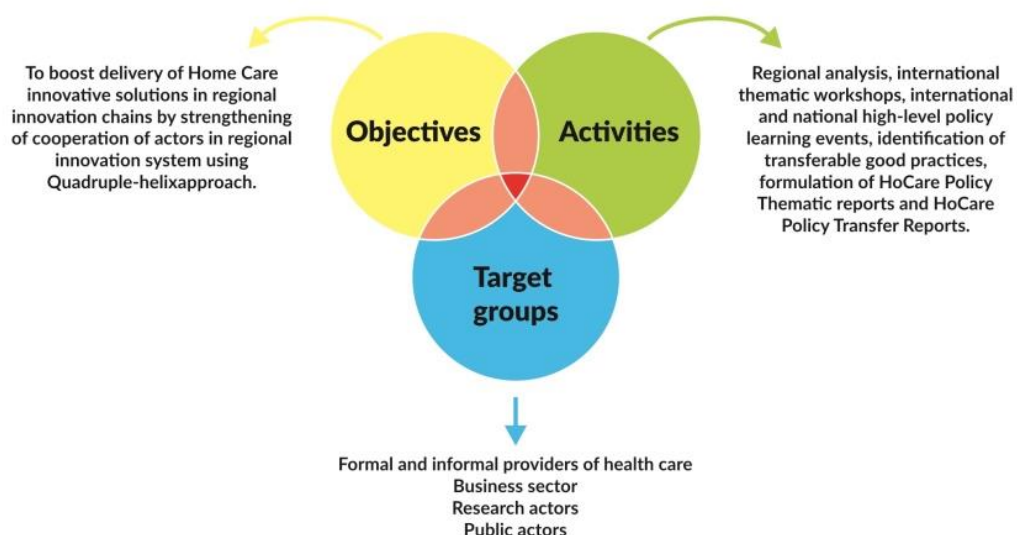 To boost delivery of Home Care
innovative solutions in regional
innovation chains by strengthening
of cooperation of actors in regional
innovation system using
Quadruple-helixapproach.
Objectives
Activities
Regional analysis, international
thematic workshops, international
and national high-level policy
learning events, identification of
transferable good practices,
formulation of HoCare Policy
Thematic reports and HoCare
Policy Transfer Reports.
Target
groups
Formal and informal providers of health care
Business sector
Research actors
Public actors